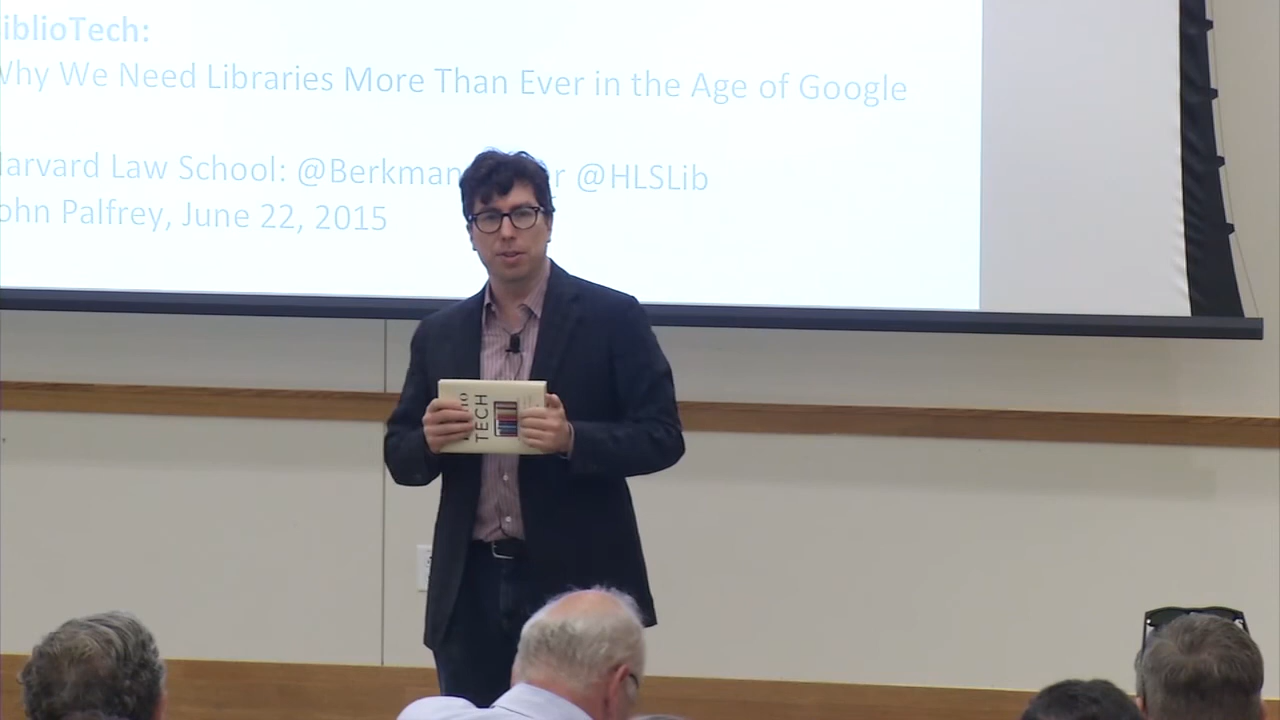 iblioTech:
Why We Need Libraries More Than Ever in the Age of Google
arvard Law School: @Berkman r @HLSLib
ohn Palfrey, June 22, 2015
TECH